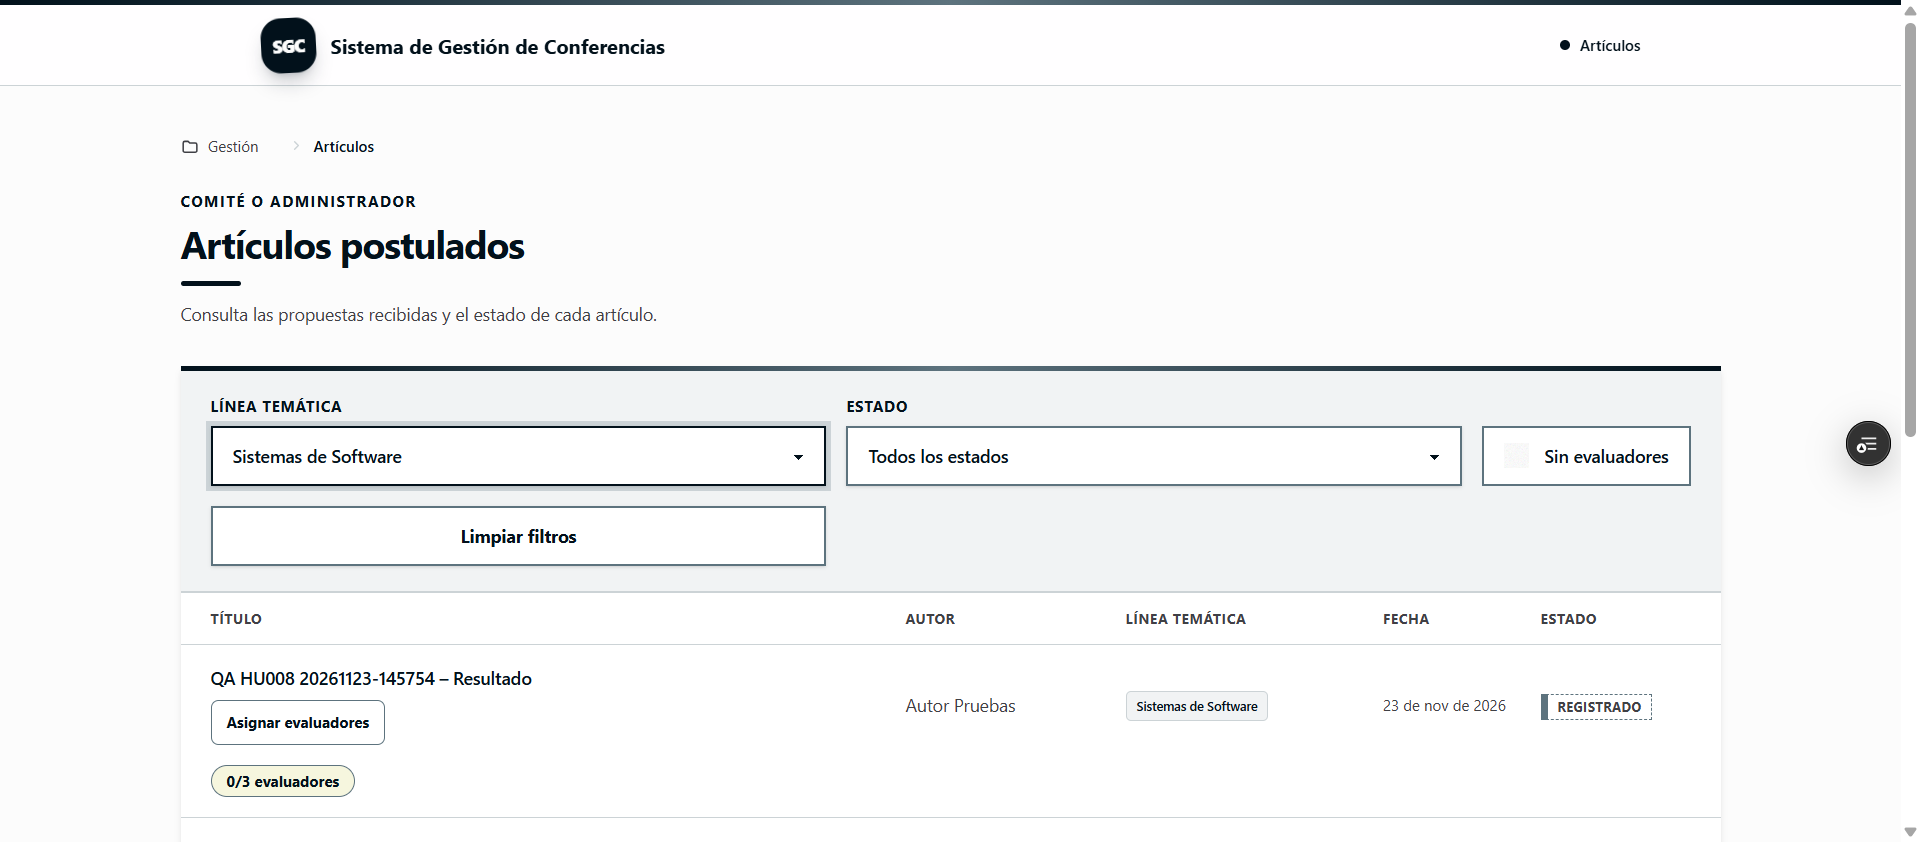 SGC Sistema de Gestión de Conferencias
Artículos
Gestión > Artículos
COMITÉ O ADMINISTRADOR
Artículos postulados
Consulta las propuestas recibidas y el estado de cada artículo.
LÍNEA TEMÁTICA
ESTADO
Sistemas de Software
Todos los estados
Sin evaluadores
Limpiar filtros
TÍTULO AUTOR LÍNEA TEMÁTICA FECHA ESTADO
QA HU008 20261123-145754 – Resultado
Asignar evaluadores
0/3 evaluadores
Autor Pruebas
Sistemas de Software
23 de nov de 2026
REGISTRADO